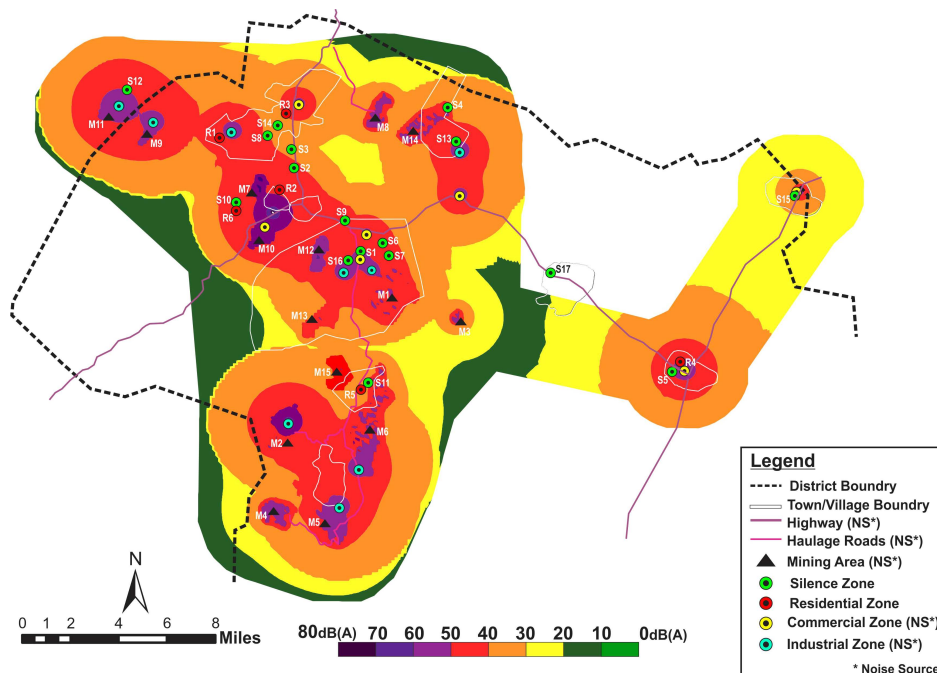 S12
M11
M9
R3
S14
R1
S8
S3
S2
M8
S4
M14
S13
M7
R2
S10
R6
M10
S9
M12
S6
S1
S16
S7
M1
M13
M3
S15
S17
R4
S5
M15
S11
R5
M2
M6
M4
M5
N
0 2 4 6 8 Miles
80dB(A) 70 60 50 40 30 20 10 0dB(A)
Legend
District Boundry
Town/Village Boundry
Highway (NS*)
Haulage Roads (NS*)
Mining Area (NS*)
Silence Zone
Residential Zone
Commercial Zone (NS*)
Industrial Zone (NS*)
* Noise Source